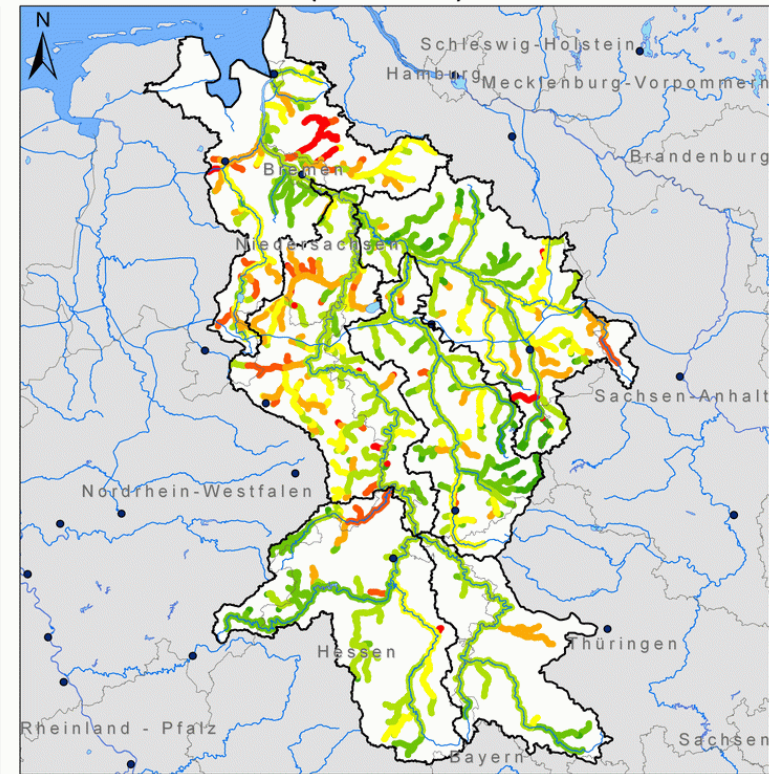 N
Schleswig-Holstein
Hamburg
Mecklenburg-Vorpommern
Brandenburg
Bremen
Niedersachsen
Sachsen-Anhalt
Nordrhein-Westfalen
Thüringen
Hessen
Rheinland - Pfalz
Sachsen
Bayern